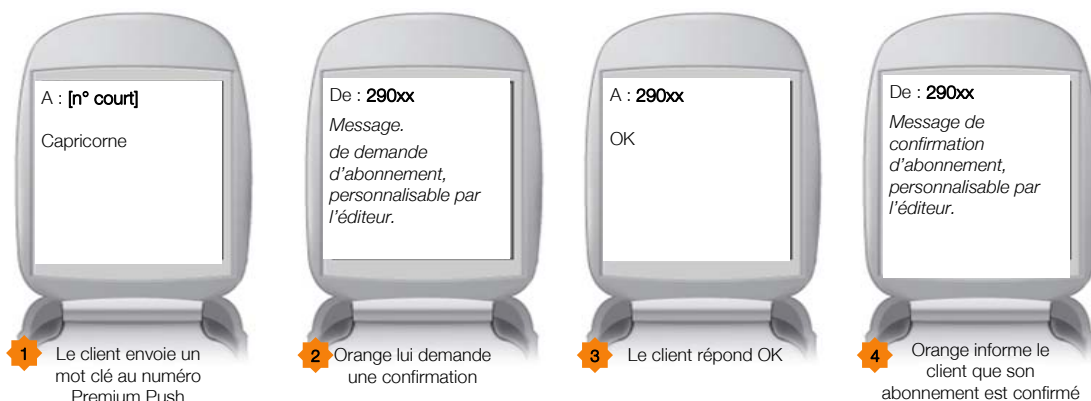 A : [n° court]
Capricorne
1
Le client envoie un
mot clé au numéro
Premium Push
De : 290xx
Message.
de demande
d'abonnement,
personnalisable par
l'éditeur.
2
Orange lui demande
une confirmation
A : 290xx
OK
3
Le client répond OK
De : 290xx
Message de
confirmation
d'abonnement,
personnalisable par
l'éditeur.
4
Orange informe le
client que son
abonnement est confirmé